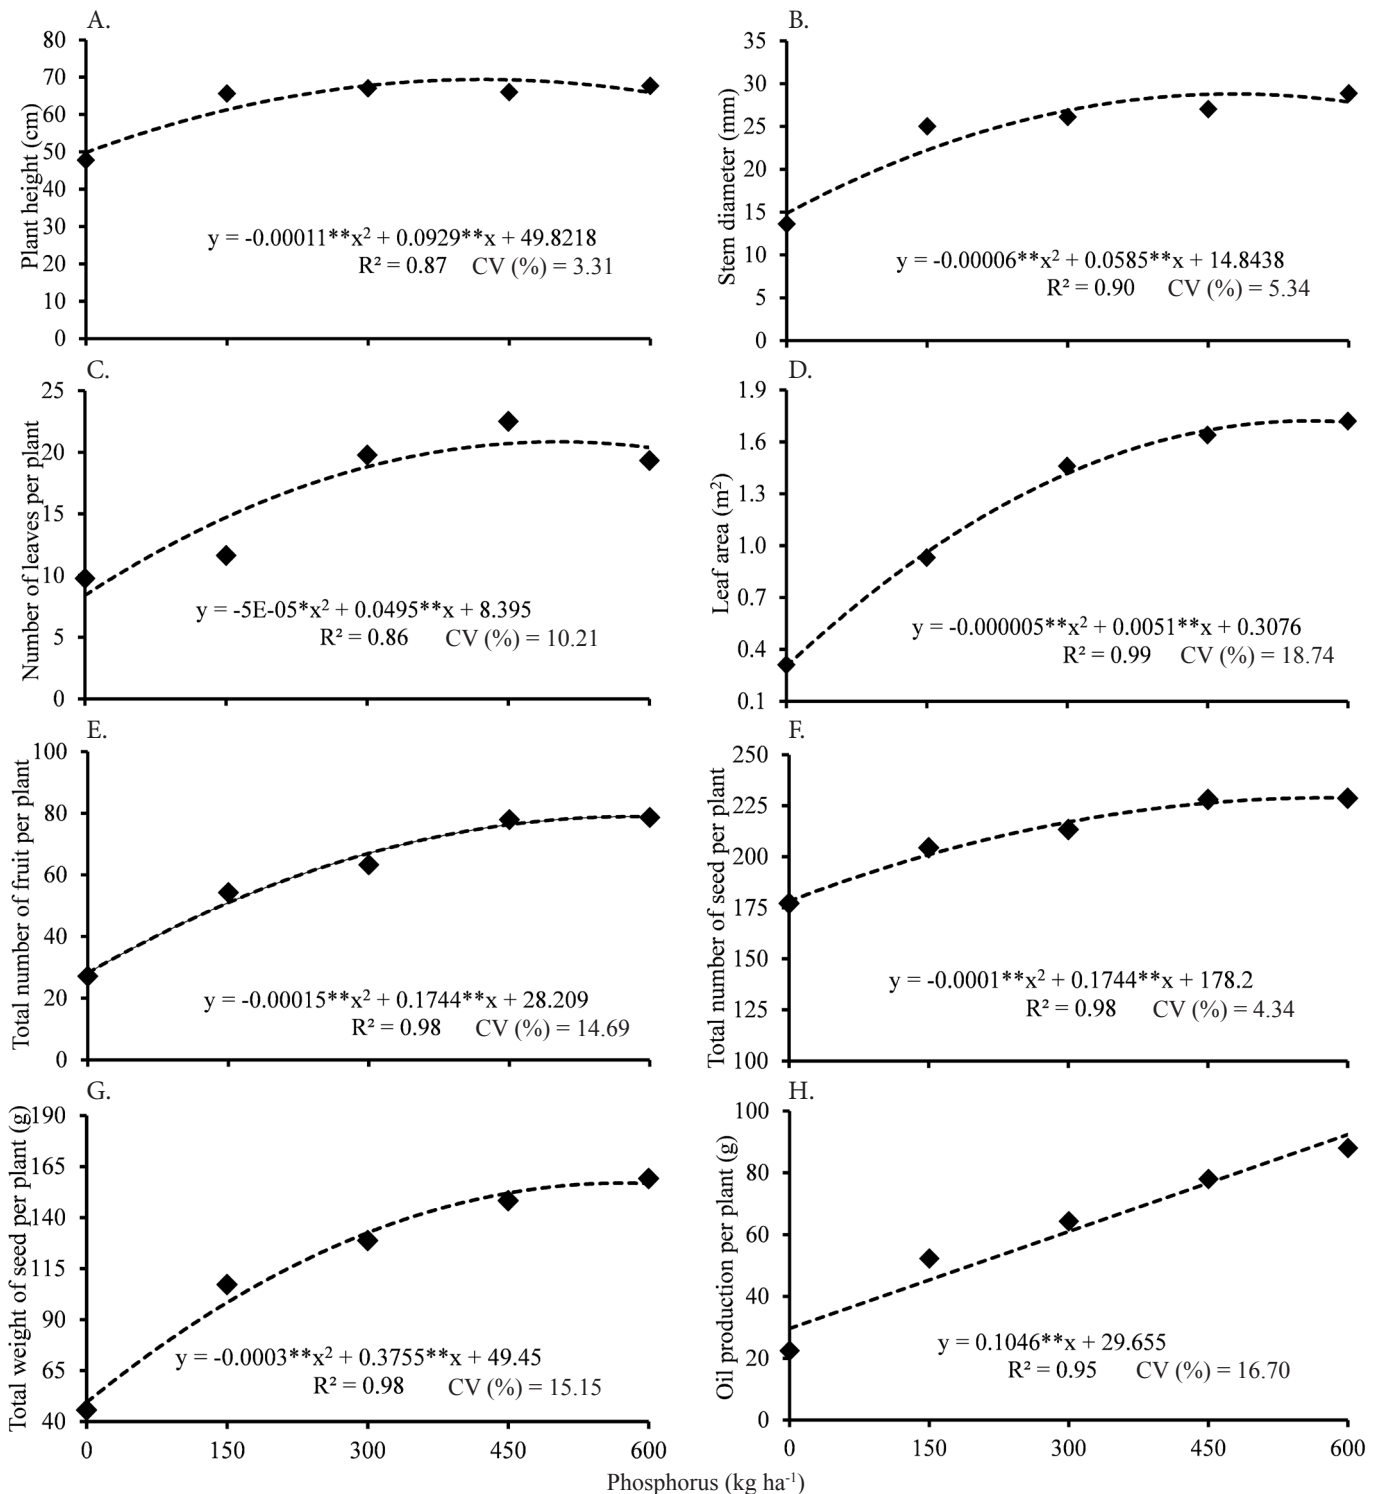 A.
80
70
60
50
40
30
20
10
0
Plant height (cm)
y = -0.00011**x² + 0.0929**x + 49.8218
R² = 0.87 CV (%) = 3.31
B.
35
30
25
20
15
10
5
0
Stem diameter (mm)
y = -0.00006**x² + 0.0585**x + 14.8438
R² = 0.90 CV (%) = 5.34
C.
25
20
15
10
5
0
Number of leaves per plant
y = -5E-05*x² + 0.0495**x + 8.395
R² = 0.86 CV (%) = 10.21
D.
1.9
1.6
1.3
1.0
0.7
0.4
0.1
Leaf area (m²)
y = -0.000005**x² + 0.0051**x + 0.3076
R² = 0.99 CV (%) = 18.74
E.
100
80
60
40
20
0
Total number of fruit per plant
y = -0.00015**x² + 0.1744**x + 28.209
R² = 0.98 CV (%) = 14.69
F.
250
225
200
175
150
125
100
Total number of seed per plant
y = -0.0001**x² + 0.1744**x + 178.2
R² = 0.98 CV (%) = 4.34
G.
190
165
140
115
90
65
40
Total weight of seed per plant (g)
y = -0.0003**x² + 0.3755**x + 49.45
R² = 0.98 CV (%) = 15.15
0 150 300 450 600
H.
100
80
60
40
20
0
Oil production per plant (g)
y = 0.1046**x + 29.655
R² = 0.95 CV (%) = 16.70
0 150 300 450 600
Phosphorus (kg ha⁻¹)